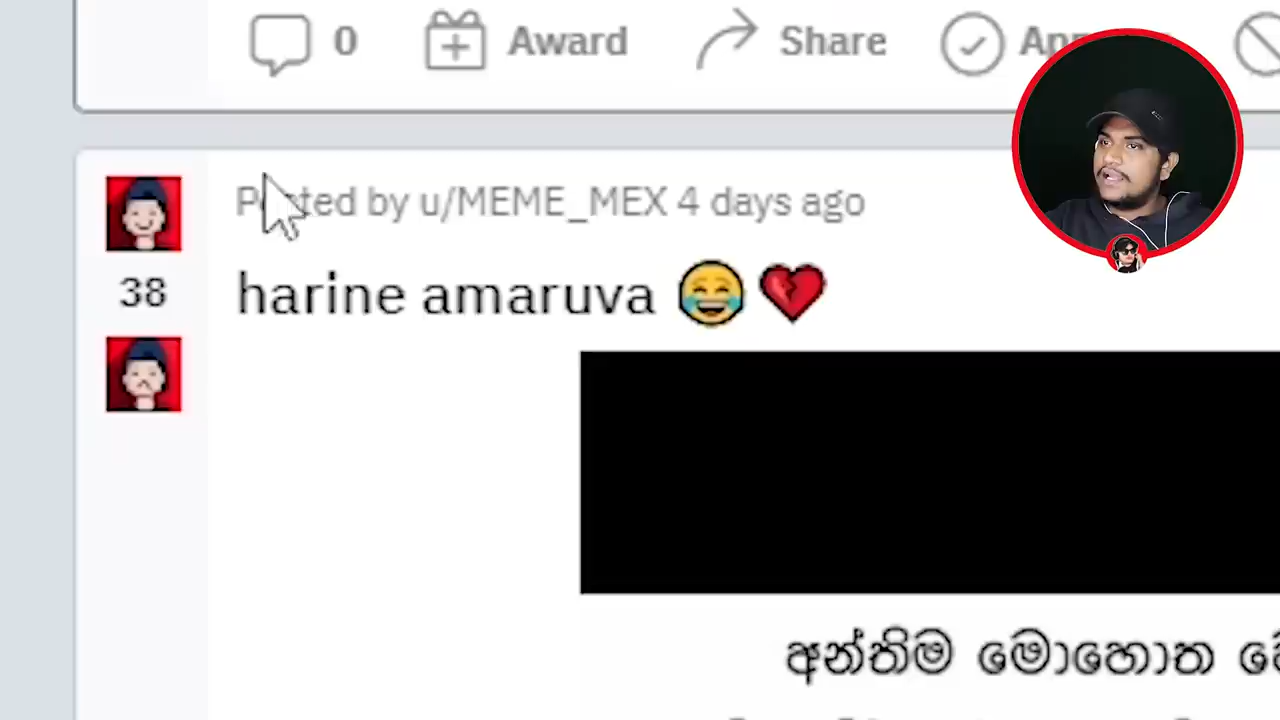 0 Award Share
Posted by u/MEME_MEX 4 days ago
38
harine amaruva 😂💔
අන්තිම මොහොත